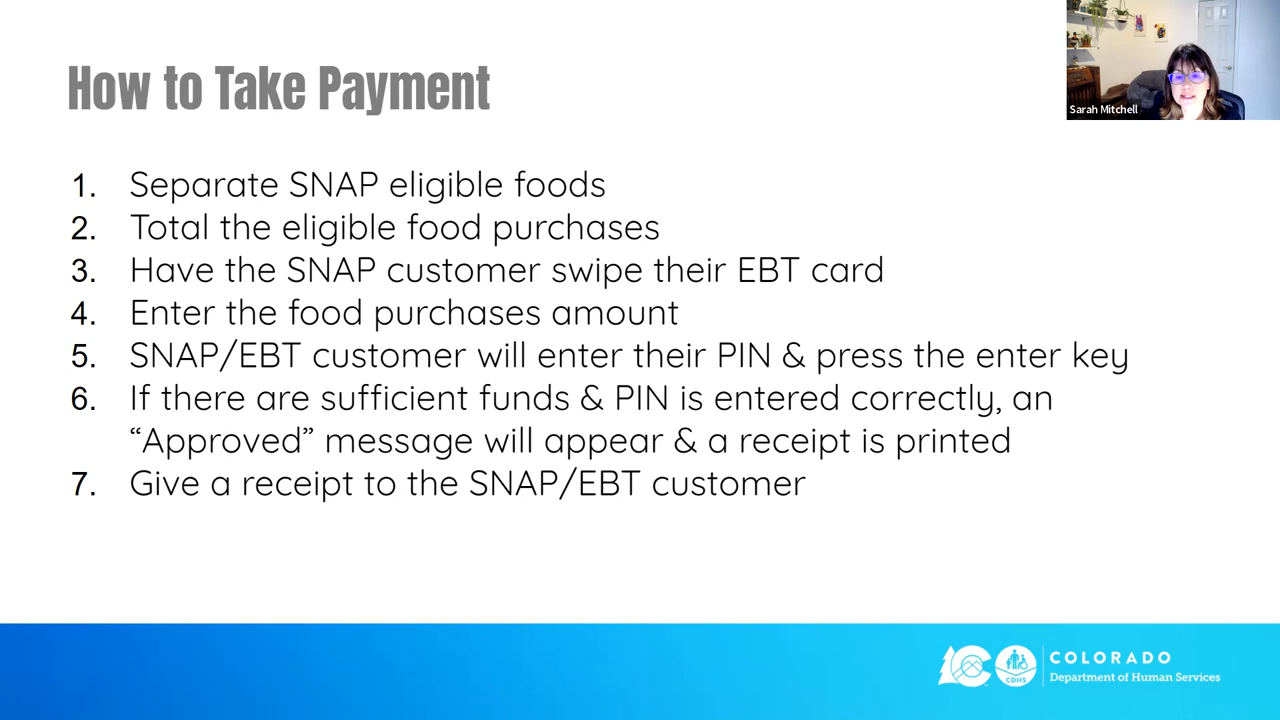 How to Take Payment
Sarah Mitchell
1. Separate SNAP eligible foods
2. Total the eligible food purchases
3. Have the SNAP customer swipe their EBT card
4. Enter the food purchases amount
5. SNAP/EBT customer will enter their PIN & press the enter key
6. If there are sufficient funds & PIN is entered correctly, an
“Approved” message will appear & a receipt is printed
7. Give a receipt to the SNAP/EBT customer
CDHS
COLORADO
Department of Human Services